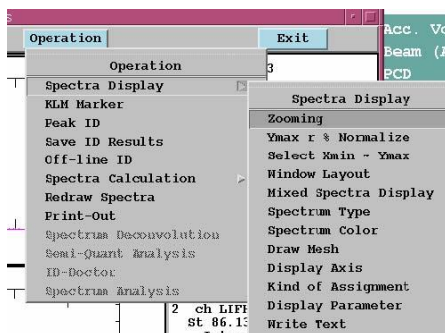 Operation
Exit
Acc. Vo
Beam (A
PCD
Operation
Spectra Display
KLM Marker
Peak ID
Save ID Results
Off-line ID
Spectra Calculation
Redraw Spectra
Print-Out
Spectrum Deconvolution
Semi-Quant Analysis
ID-Doctor
Spectrum Analysis
3
Spectra Display
Zooming
Ymax r % Normalize
Select Xmin ~ Ymax
Window Layout
Mixed Spectra Display
Spectrum Type
Spectrum Color
Draw Mesh
Display Axis
Kind of Assignment
Display Parameter
Write Text
2 ch LIFH
St 86.13